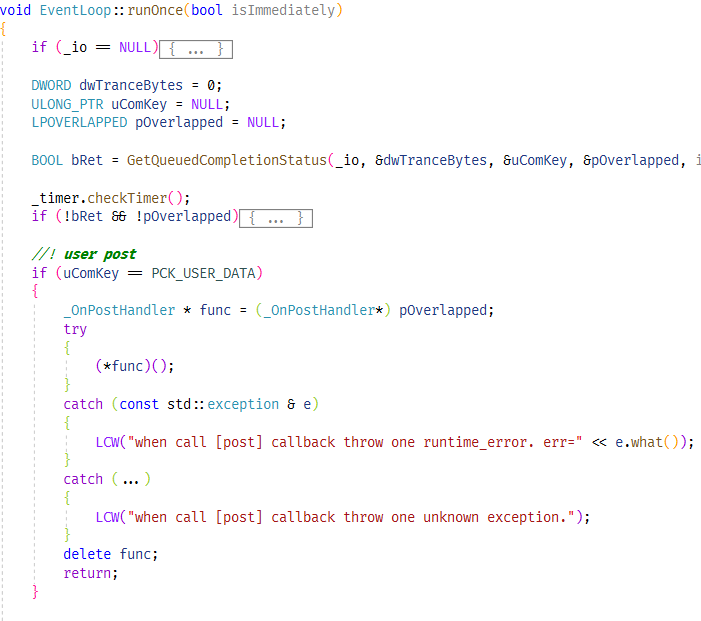 void EventLoop::runOnce(bool isImmediately)
{
    if (_io == NULL){ ... }

    DWORD dwTranceBytes = 0;
    ULONG_PTR uComKey = NULL;
    LPOVERLAPPED pOverlapped = NULL;

    BOOL bRet = GetQueuedCompletionStatus(_io, &dwTranceBytes, &uComKey, &pOverlapped, i

    _timer.checkTimer();
    if (!bRet && !pOverlapped){ ... }

    //! user post
    if (uComKey == PCK_USER_DATA)
    {
        _OnPostHandler * func = (_OnPostHandler*) pOverlapped;
        try
        {
            (*func)();
        }
        catch (const std::exception & e)
        {
            LCW("when call [post] callback throw one runtime_error. err=" << e.what());
        }
        catch (...)
        {
            LCW("when call [post] callback throw one unknown exception.");
        }
        delete func;
        return;
    }